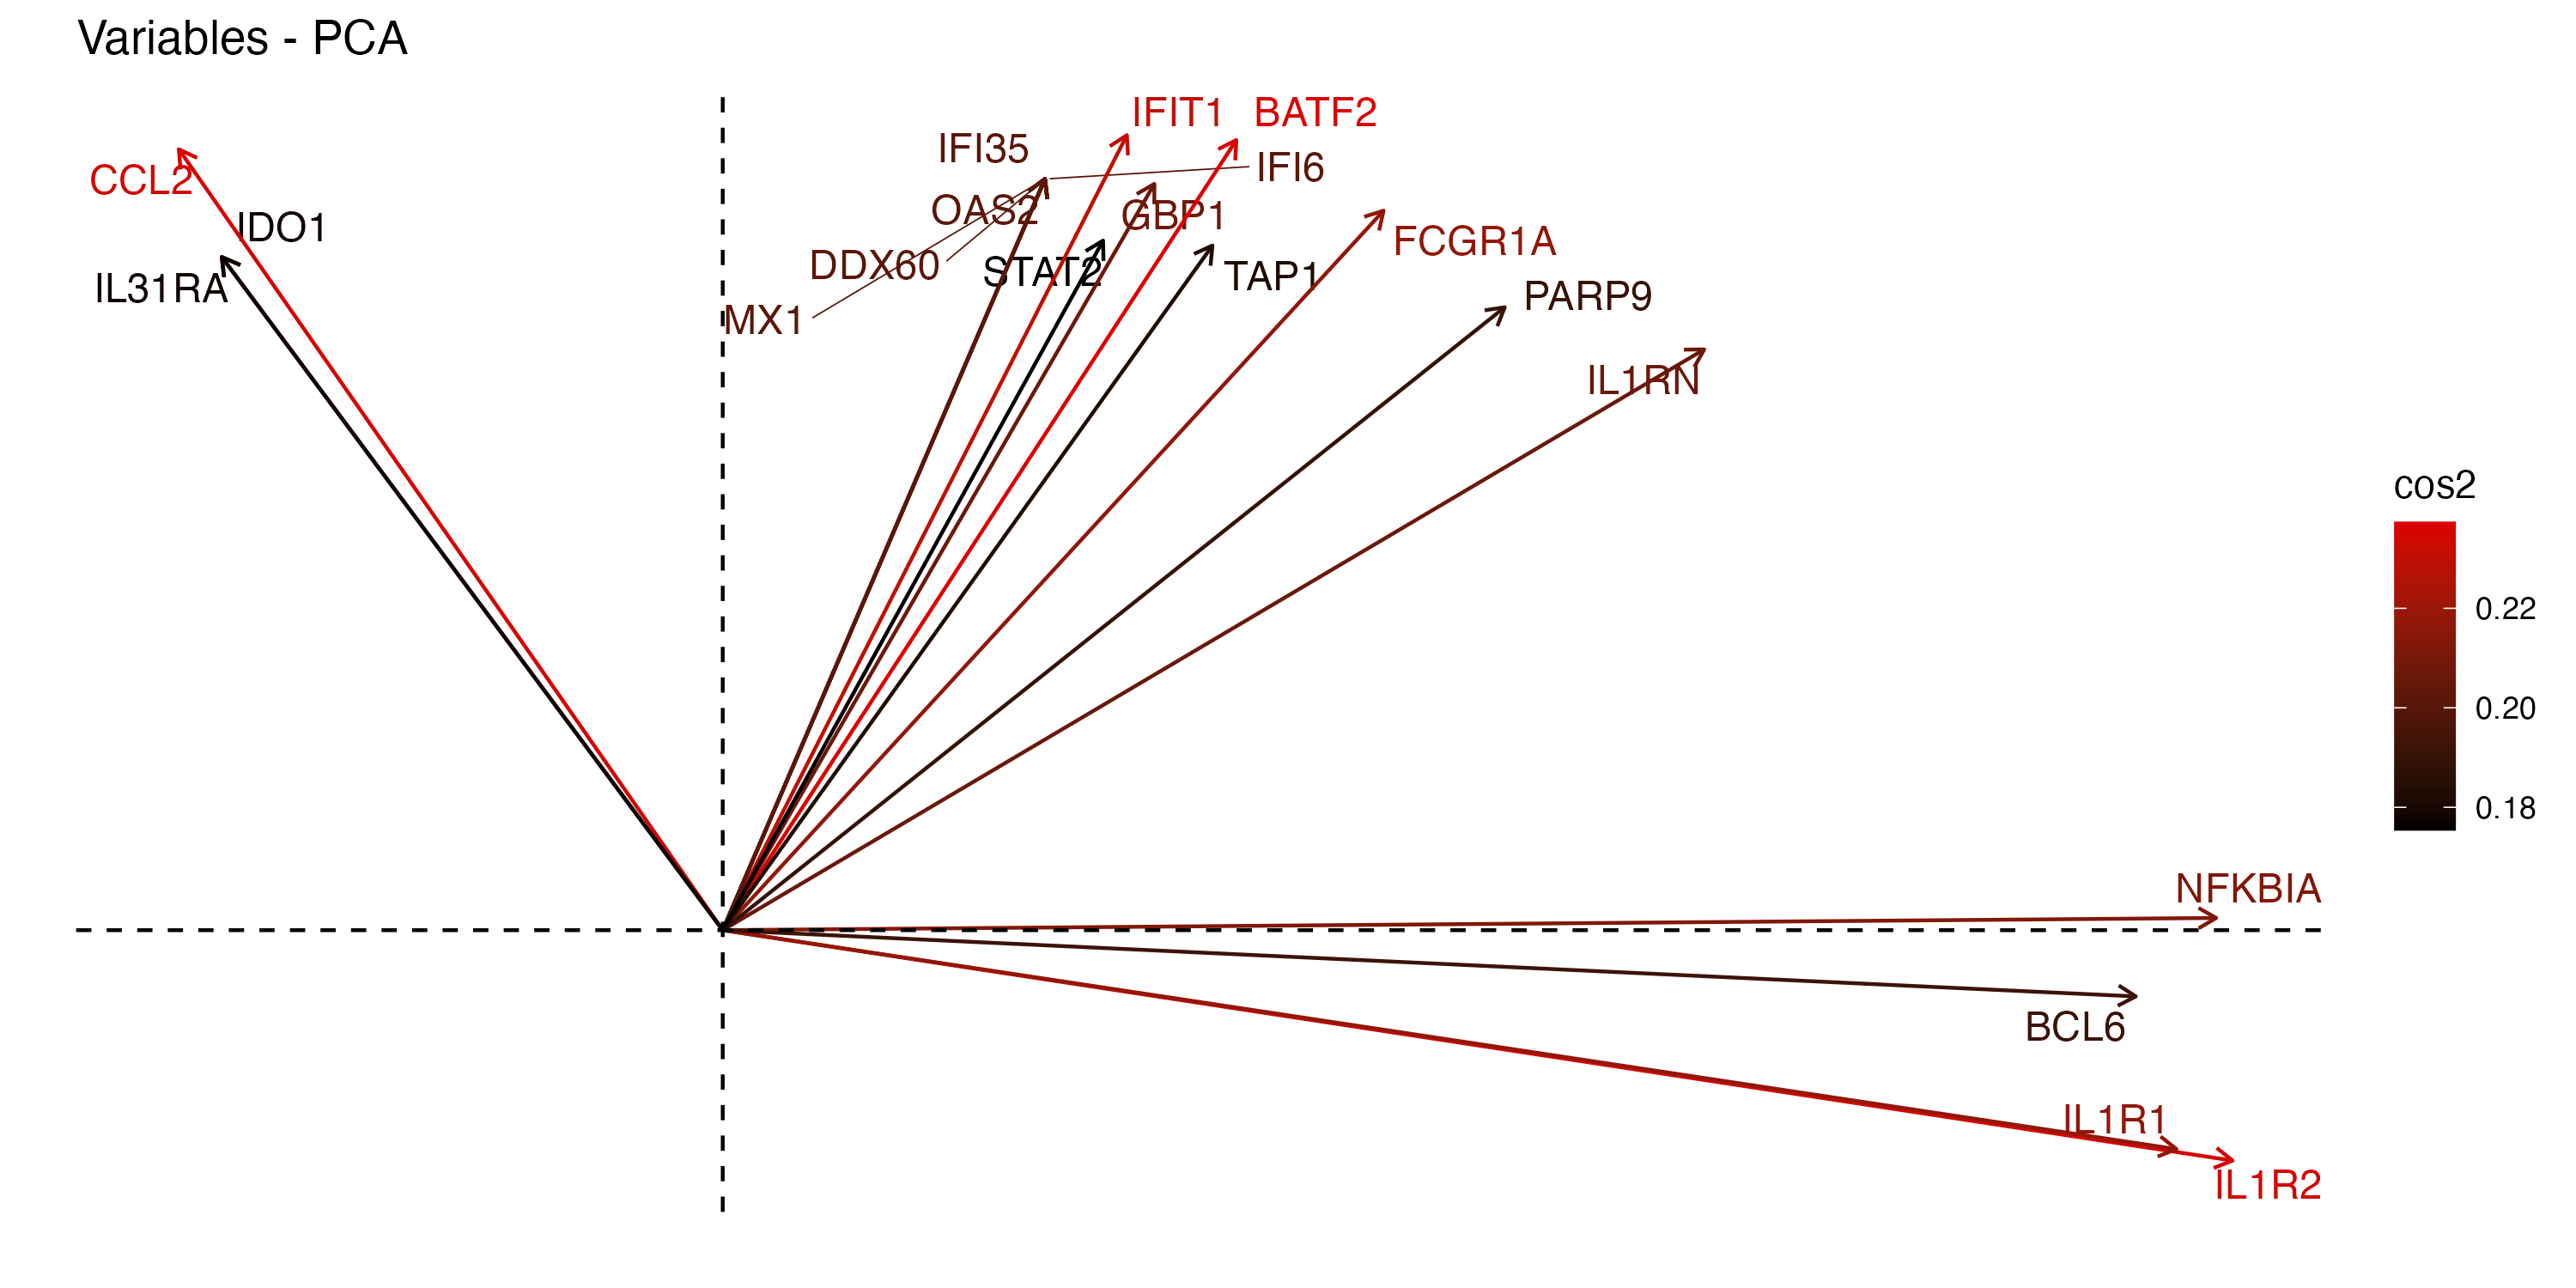 Variables - PCA
IFIT1
BATF2
IFI35
IFI6
CCL2
OAS2
GBP1
IDO1
FCGR1A
DDX60
STAT2
TAP1
IL31RA
PARP9
MX1
IL1RN
cos2
0.22
0.20
0.18
NFKBIA
BCL6
IL1R1
IL1R2